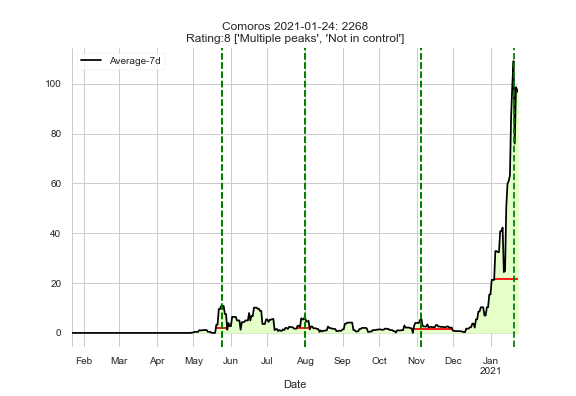 Comoros 2021-01-24: 2268
Rating:8 ['Multiple peaks', 'Not in control']
Average-7d
100
80
60
40
20
0
Feb Mar Apr May Jun Jul Aug Sep Oct Nov Dec Jan
2021
Date